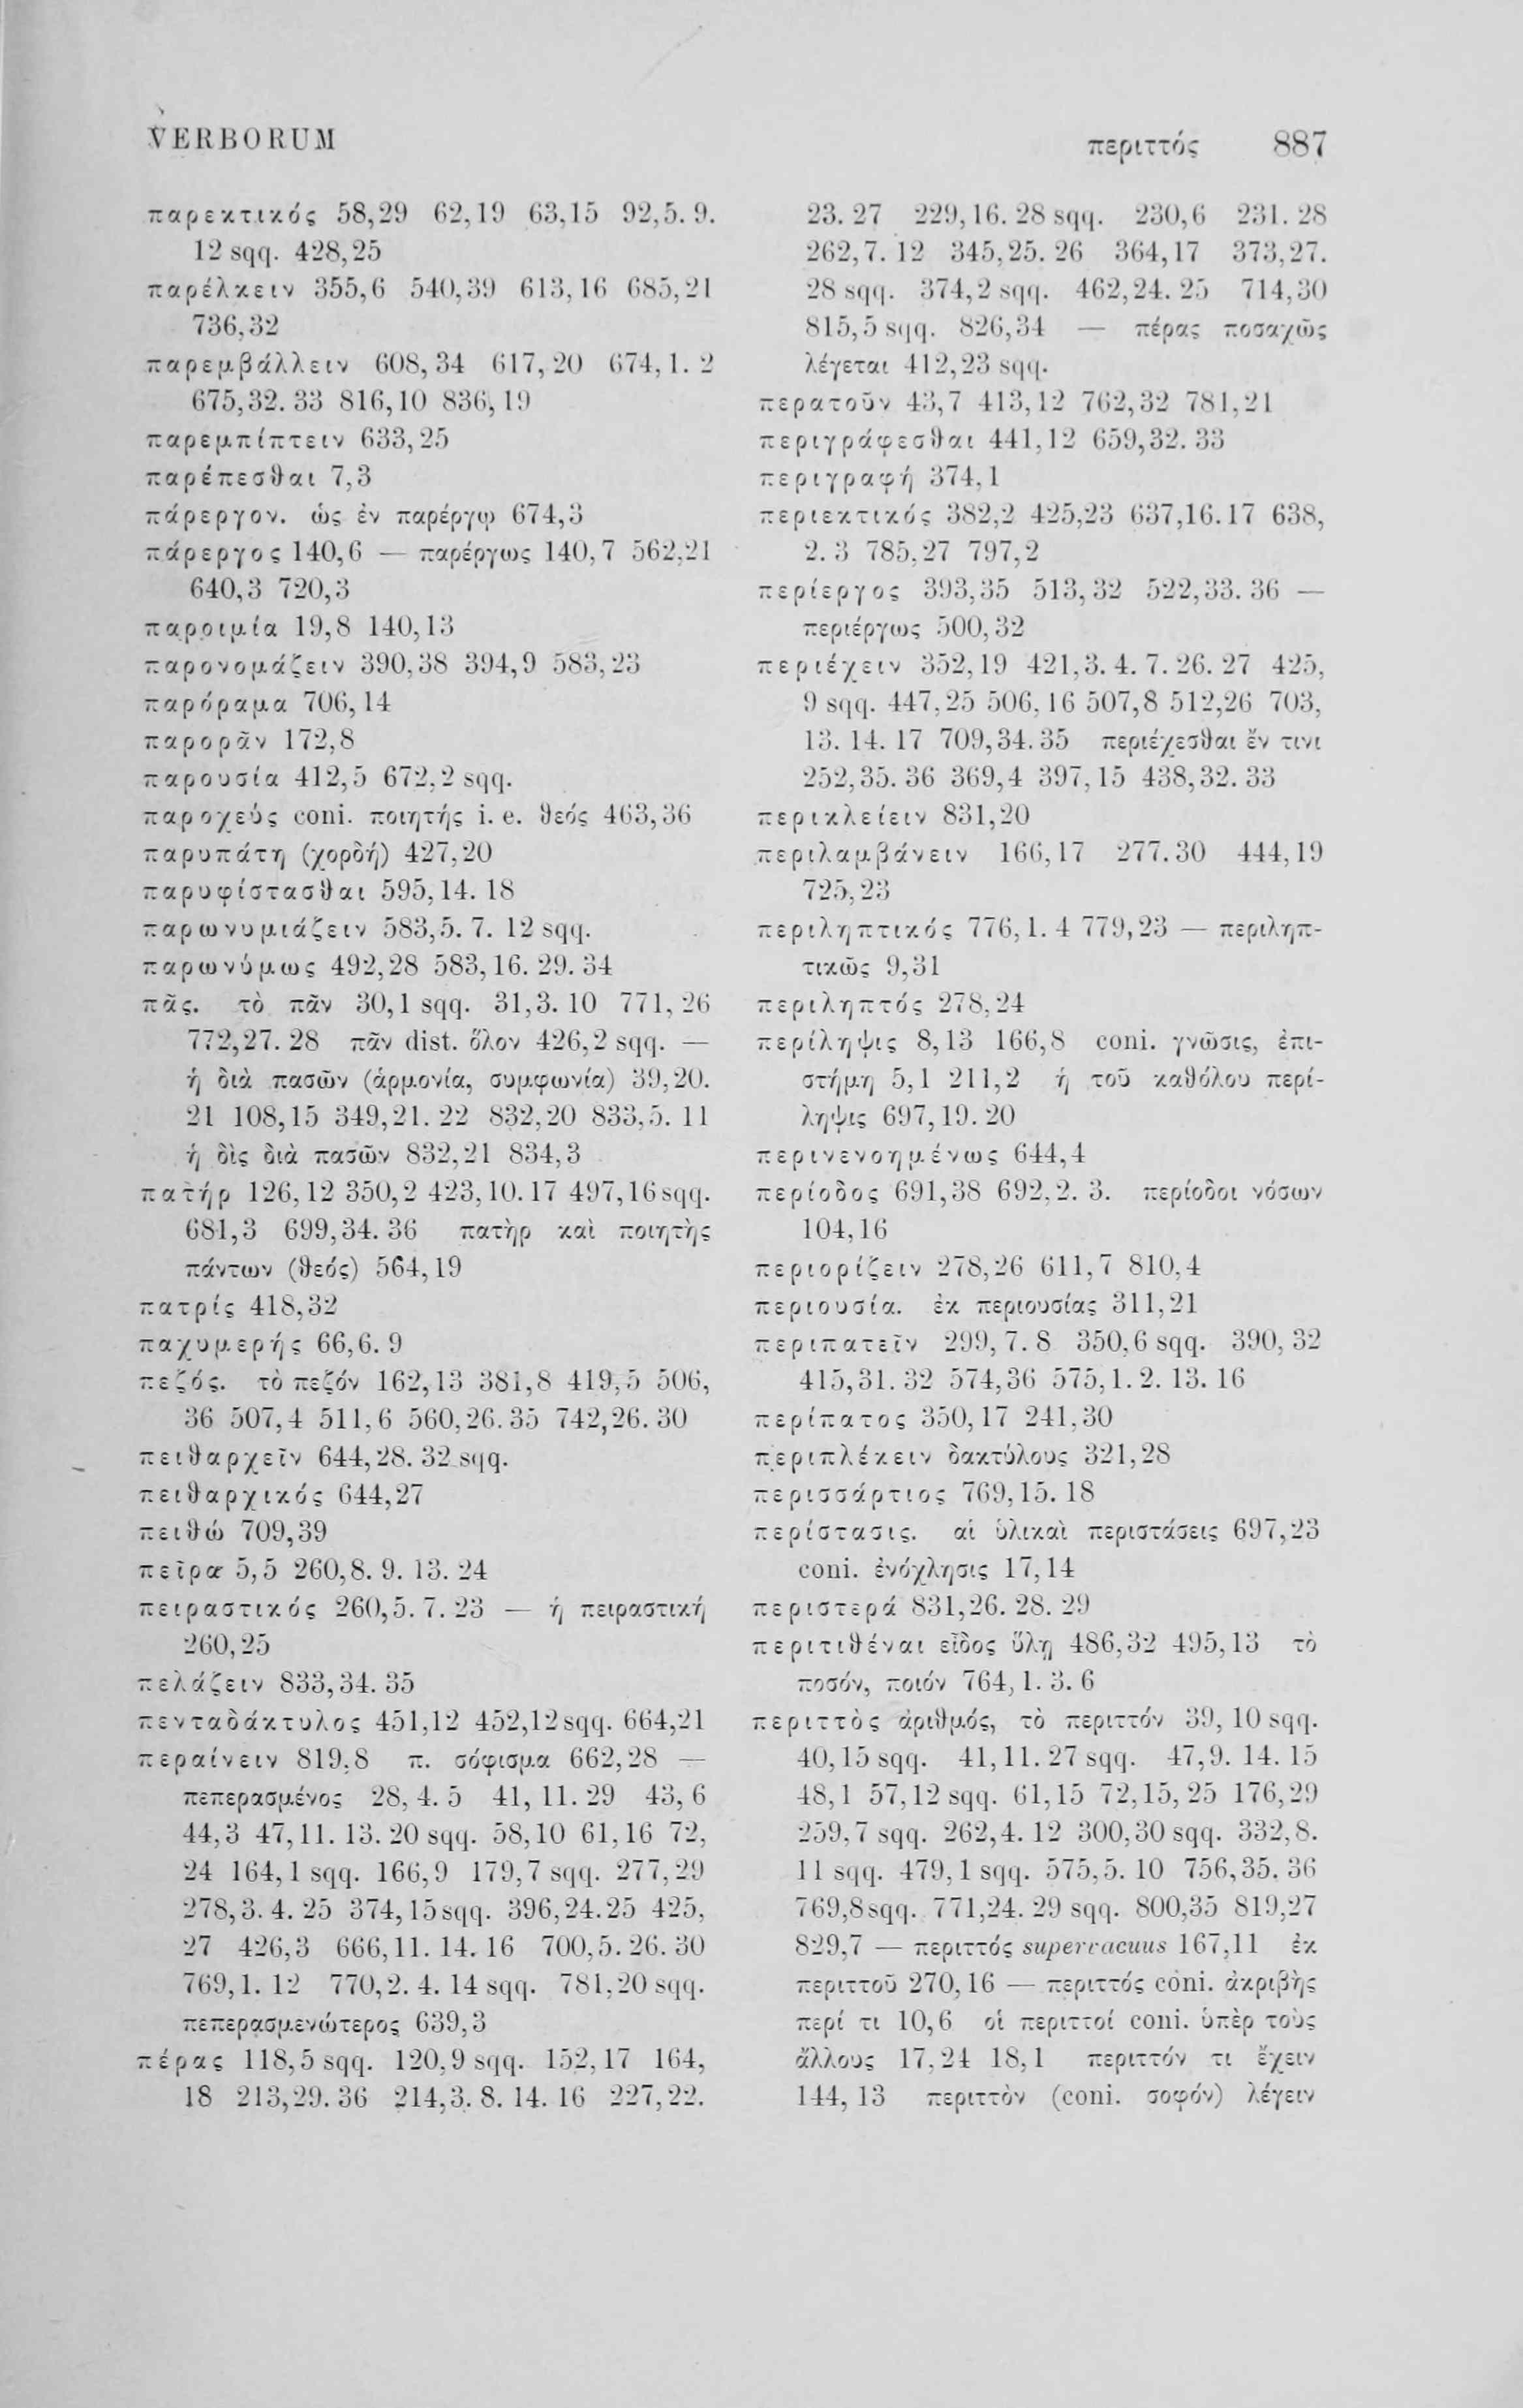 VERBORUM
περιττός 887
παρεκτικός 58,29 62,19 63,15 92,5. 9.
12 sqq. 428,25
παρέλκειν 355,6 540,39 613,16 685,21
736,32
παρεμβάλλειν 608,34 617,20 674,1. 2
675,32. 33 816,10 836,19
παρεμπίπτειν 633,25
παρέπεσθαι 7,3
πάρεργον. ὡς ἐν παρέργῳ 674,3
πάρεργος 140,6 — παρέργως 140,7 562,21
640,3 720,3
παροιμία 19,8 140,13
παρονομάζειν 390,38 394,9 583,23
παρόραμα 706,14
παρορᾶν 172,8
παρουσία 412,5 672,2 sqq.
παροχεύς coni. ποιητής i. e. θεός 463,36
παρυπάτη (χορδή) 427,20
παρυφίστασθαι 595,14. 18
παρωνυμιάζειν 583,5. 7. 12 sqq.
παρωνύμως 492,28 583,16. 29. 34
πᾶς. τὸ πᾶν 30,1 sqq. 31,3. 10 771,26
772,27. 28 πᾶν dist. ὅλον 426,2 sqq. —
ἡ διὰ πασῶν (ἁρμονία, συμφωνία) 39,20.
21 108,15 349,21. 22 832,20 833,5. 11
ἡ δὶς διὰ πασῶν 832,21 834,3
πατήρ 126,12 350,2 423,10. 17 497,16 sqq.
681,3 699,34. 36 πατὴρ καὶ ποιητὴς
πάντων (θεός) 564,19
πατρίς 418,32
παχυμερής 66,6. 9
πεζός. τὸ πεζόν 162,13 381,8 419,5 506,
36 507,4 511,6 560,26. 35 742,26. 30
πειθαρχεῖν 644,28. 32 sqq.
πειθαρχικός 644,27
πειθώ 709,39
πεῖρα 5,5 260,8. 9. 13. 24
πειραστικός 260,5. 7. 23 — ἡ πειραστική
260,25
πελάζειν 833,34. 35
πενταδάκτυλος 451,12 452,12 sqq. 664,21
περαίνειν 819,8 π. σόφισμα 662,28 —
πεπερασμένος 28,4. 5 41,11. 29 43,6
44,3 47,11. 13. 20 sqq. 58,10 61,16 72,
24 164,1 sqq. 166,9 179,7 sqq. 277,29
278,3. 4. 25 374,15 sqq. 396,24. 25 425,
27 426,3 666,11. 14. 16 700,5. 26. 30
769,1. 12 770,2. 4. 14 sqq. 781,20 sqq.
πεπερασμενώτερος 639,3
πέρας 118,5 sqq. 120,9 sqq. 152,17 164,
18 213,29. 36 214,3. 8. 14. 16 227,22.
23. 27 229,16. 28 sqq. 230,6 231. 28
262,7. 12 345,25. 26 364,17 373,27.
28 sqq. 374,2 sqq. 462,24. 25 714,30
815,5 sqq. 826,34 — πέρας ποσαχῶς
λέγεται 412,23 sqq.
περατοῦν 43,7 413,12 762,32 781,21
περιγράφεσθαι 441,12 659,32. 33
περιγραφή 374,1
περιεκτικός 382,2 425,23 637,16. 17 638,
2. 3 785,27 797,2
περίεργος 393,35 513,32 522,33. 36 —
περιέργως 500,32
περιέχειν 352,19 421,3. 4. 7. 26. 27 425,
9 sqq. 447,25 506,16 507,8 512,26 703,
13. 14. 17 709,34. 35 περιέχεσθαι ἔν τινι
252,35. 36 369,4 397,15 438,32. 33
περικλείειν 831,20
περιλαμβάνειν 166,17 277. 30 444,19
725,23
περιληπτικός 776,1. 4 779,23 — περιληπ-
τικῶς 9,31
περιληπτός 278,24
περίληψις 8,13 166,8 coni. γνῶσις, ἐπι-
στήμη 5,1 211,2 ἡ τοῦ καθόλου περί-
ληψις 697,19. 20
περινενοημένως 644,4
περίοδος 691,38 692,2. 3. περίοδοι νόσων
104,16
περιορίζειν 278,26 611,7 810,4
περιουσία. ἐκ περιουσίας 311,21
περιπατεῖν 299,7. 8 350,6 sqq. 390,32
415,31. 32 574,36 575,1. 2. 13. 16
περίπατος 350,17 241,30
περιπλέκειν δακτύλους 321,28
περισσάρτιος 769,15. 18
περίστασις. αἱ ὑλικαὶ περιστάσεις 697,23
coni. ἐνόχλησις 17,14
περιστερά 831,26. 28. 29
περιτιθέναι εἶδος ὕλῃ 486,32 495,13 τὸ
ποσόν, ποιόν 764,1. 3. 6
περιττὸς ἀριθμός, τὸ περιττόν 39,10 sqq.
40,15 sqq. 41,11. 27 sqq. 47,9. 14. 15
48,1 57,12 sqq. 61,15 72,15, 25 176,29
259,7 sqq. 262,4. 12 300,30 sqq. 332,8.
11 sqq. 479,1 sqq. 575,5. 10 756,35. 36
769,8 sqq. 771,24. 29 sqq. 800,35 819,27
829,7 — περιττός supervacuus 167,11 ἐκ
περιττοῦ 270,16 — περιττός coni. ἀκριβὴς
περί τι 10,6 οἱ περιττοί coni. ὑπὲρ τοὺς
ἄλλους 17,24 18,1 περιττόν τι ἔχειν
144,13 περιττὸν (coni. σοφόν) λέγειν